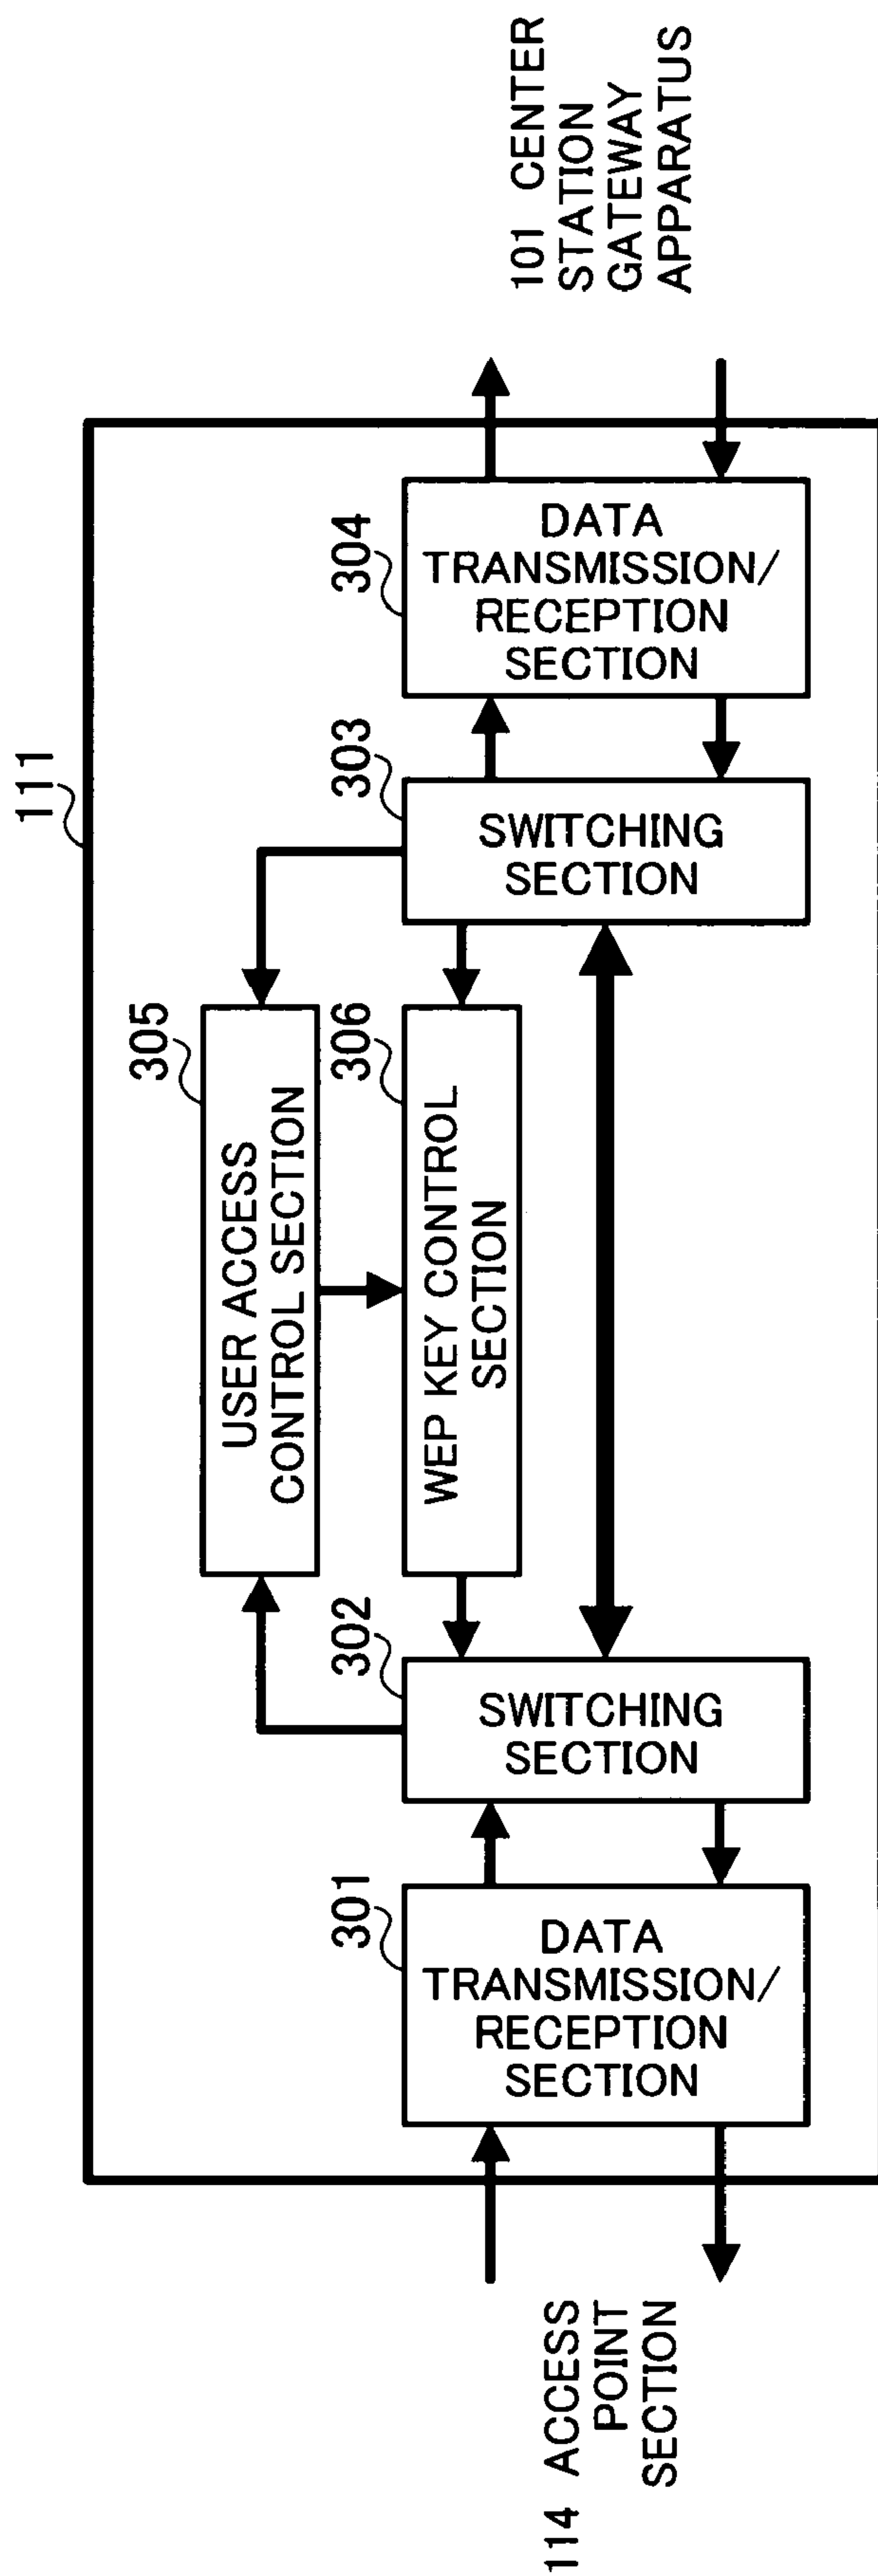 111
305
USER ACCESS
CONTROL SECTION
301
DATA
TRANSMISSION/
RECEPTION
SECTION
302
SWITCHING
SECTION
306
WEP KEY CONTROL
SECTION
303
SWITCHING
SECTION
304
DATA
TRANSMISSION/
RECEPTION
SECTION
114 ACCESS
POINT
SECTION
101 CENTER
STATION
GATEWAY
APPARATUS